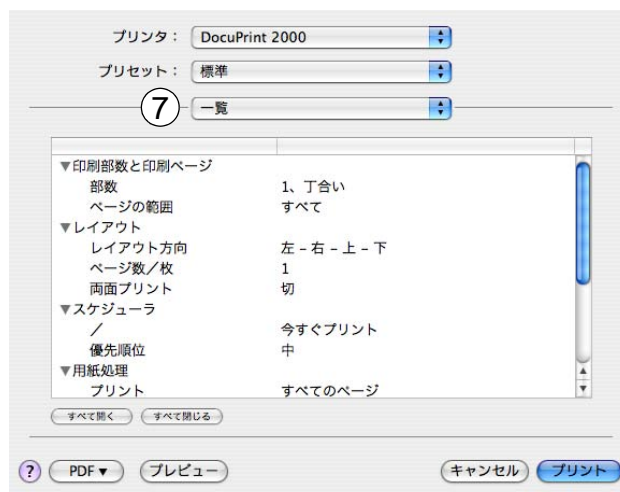 プリンタ： DocuPrint 2000
プリセット： 標準
⑦ 一覧
▼印刷部数と印刷ページ
部数 1、丁合い
ページの範囲 すべて
▼レイアウト
レイアウト方向 左 – 右 – 上 – 下
ページ数／枚 1
両面プリント 切
▼スケジューラ
／ 今すぐプリント
優先順位 中
▼用紙処理
プリント すべてのページ
すべて開く すべて閉じる
? PDF▼ プレビュー キャンセル プリント